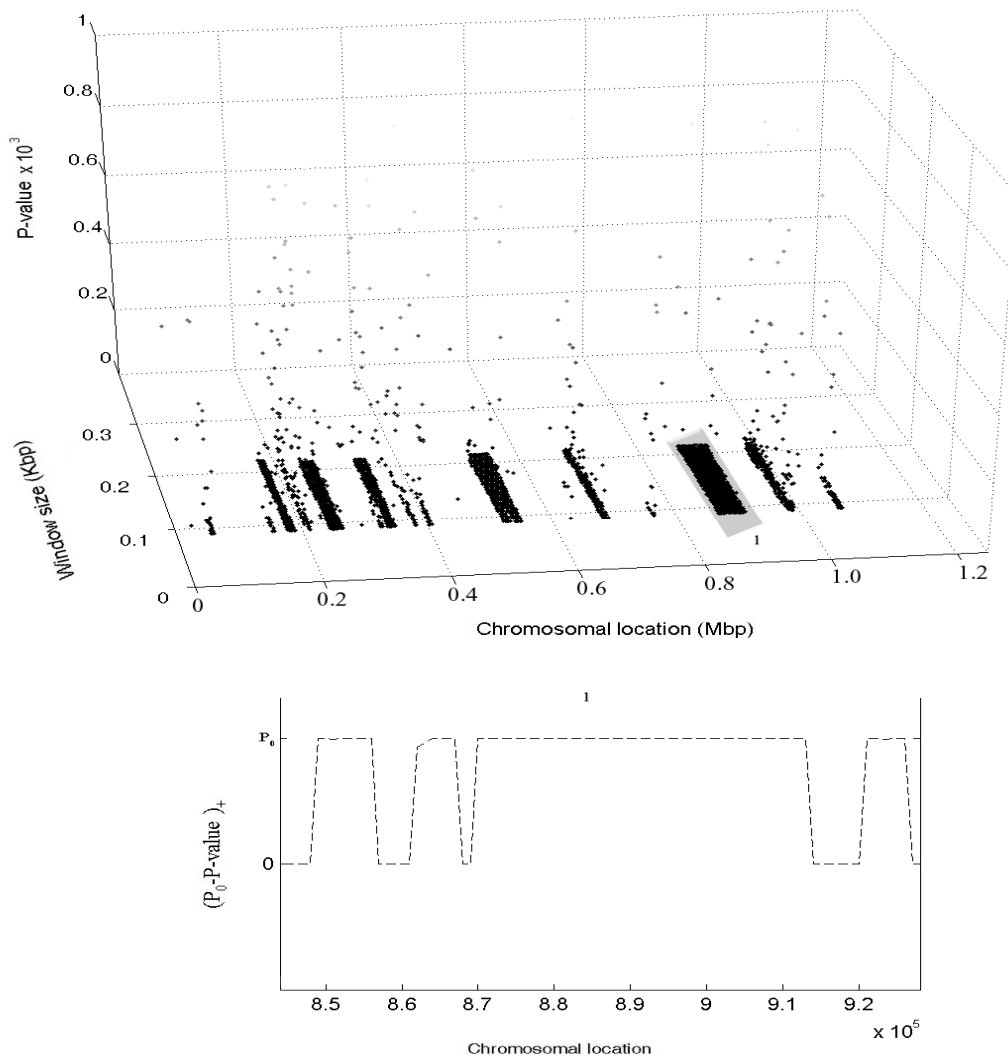 1
0.8
0.6
0.4
0.2
0
P-value x 10³
0.3
0.2
0.1
0
Window size (Kbp)
0 0.2 0.4 0.6 0.8 1.0 1.2
1
Chromosomal location (Mbp)
1
P₀
0
(P₀-P-value)₊
8.5 8.6 8.7 8.8 8.9 9 9.1 9.2
x 10⁵
Chromosomal location